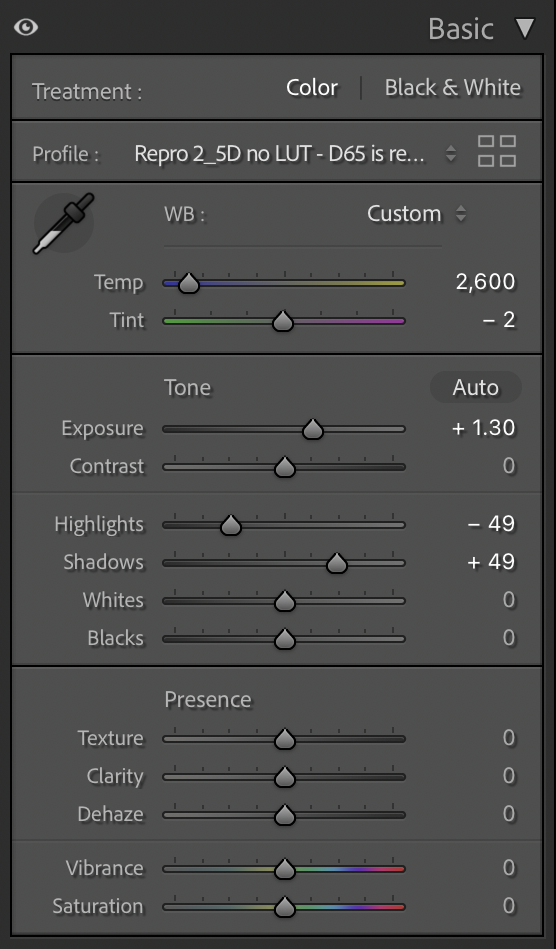 Basic
Treatment : Color | Black & White
Profile : Repro 2_5D no LUT - D65 is re...
WB : Custom
Temp 2,600
Tint – 2
Tone Auto
Exposure + 1.30
Contrast 0
Highlights – 49
Shadows + 49
Whites 0
Blacks 0
Presence
Texture 0
Clarity 0
Dehaze 0
Vibrance 0
Saturation 0